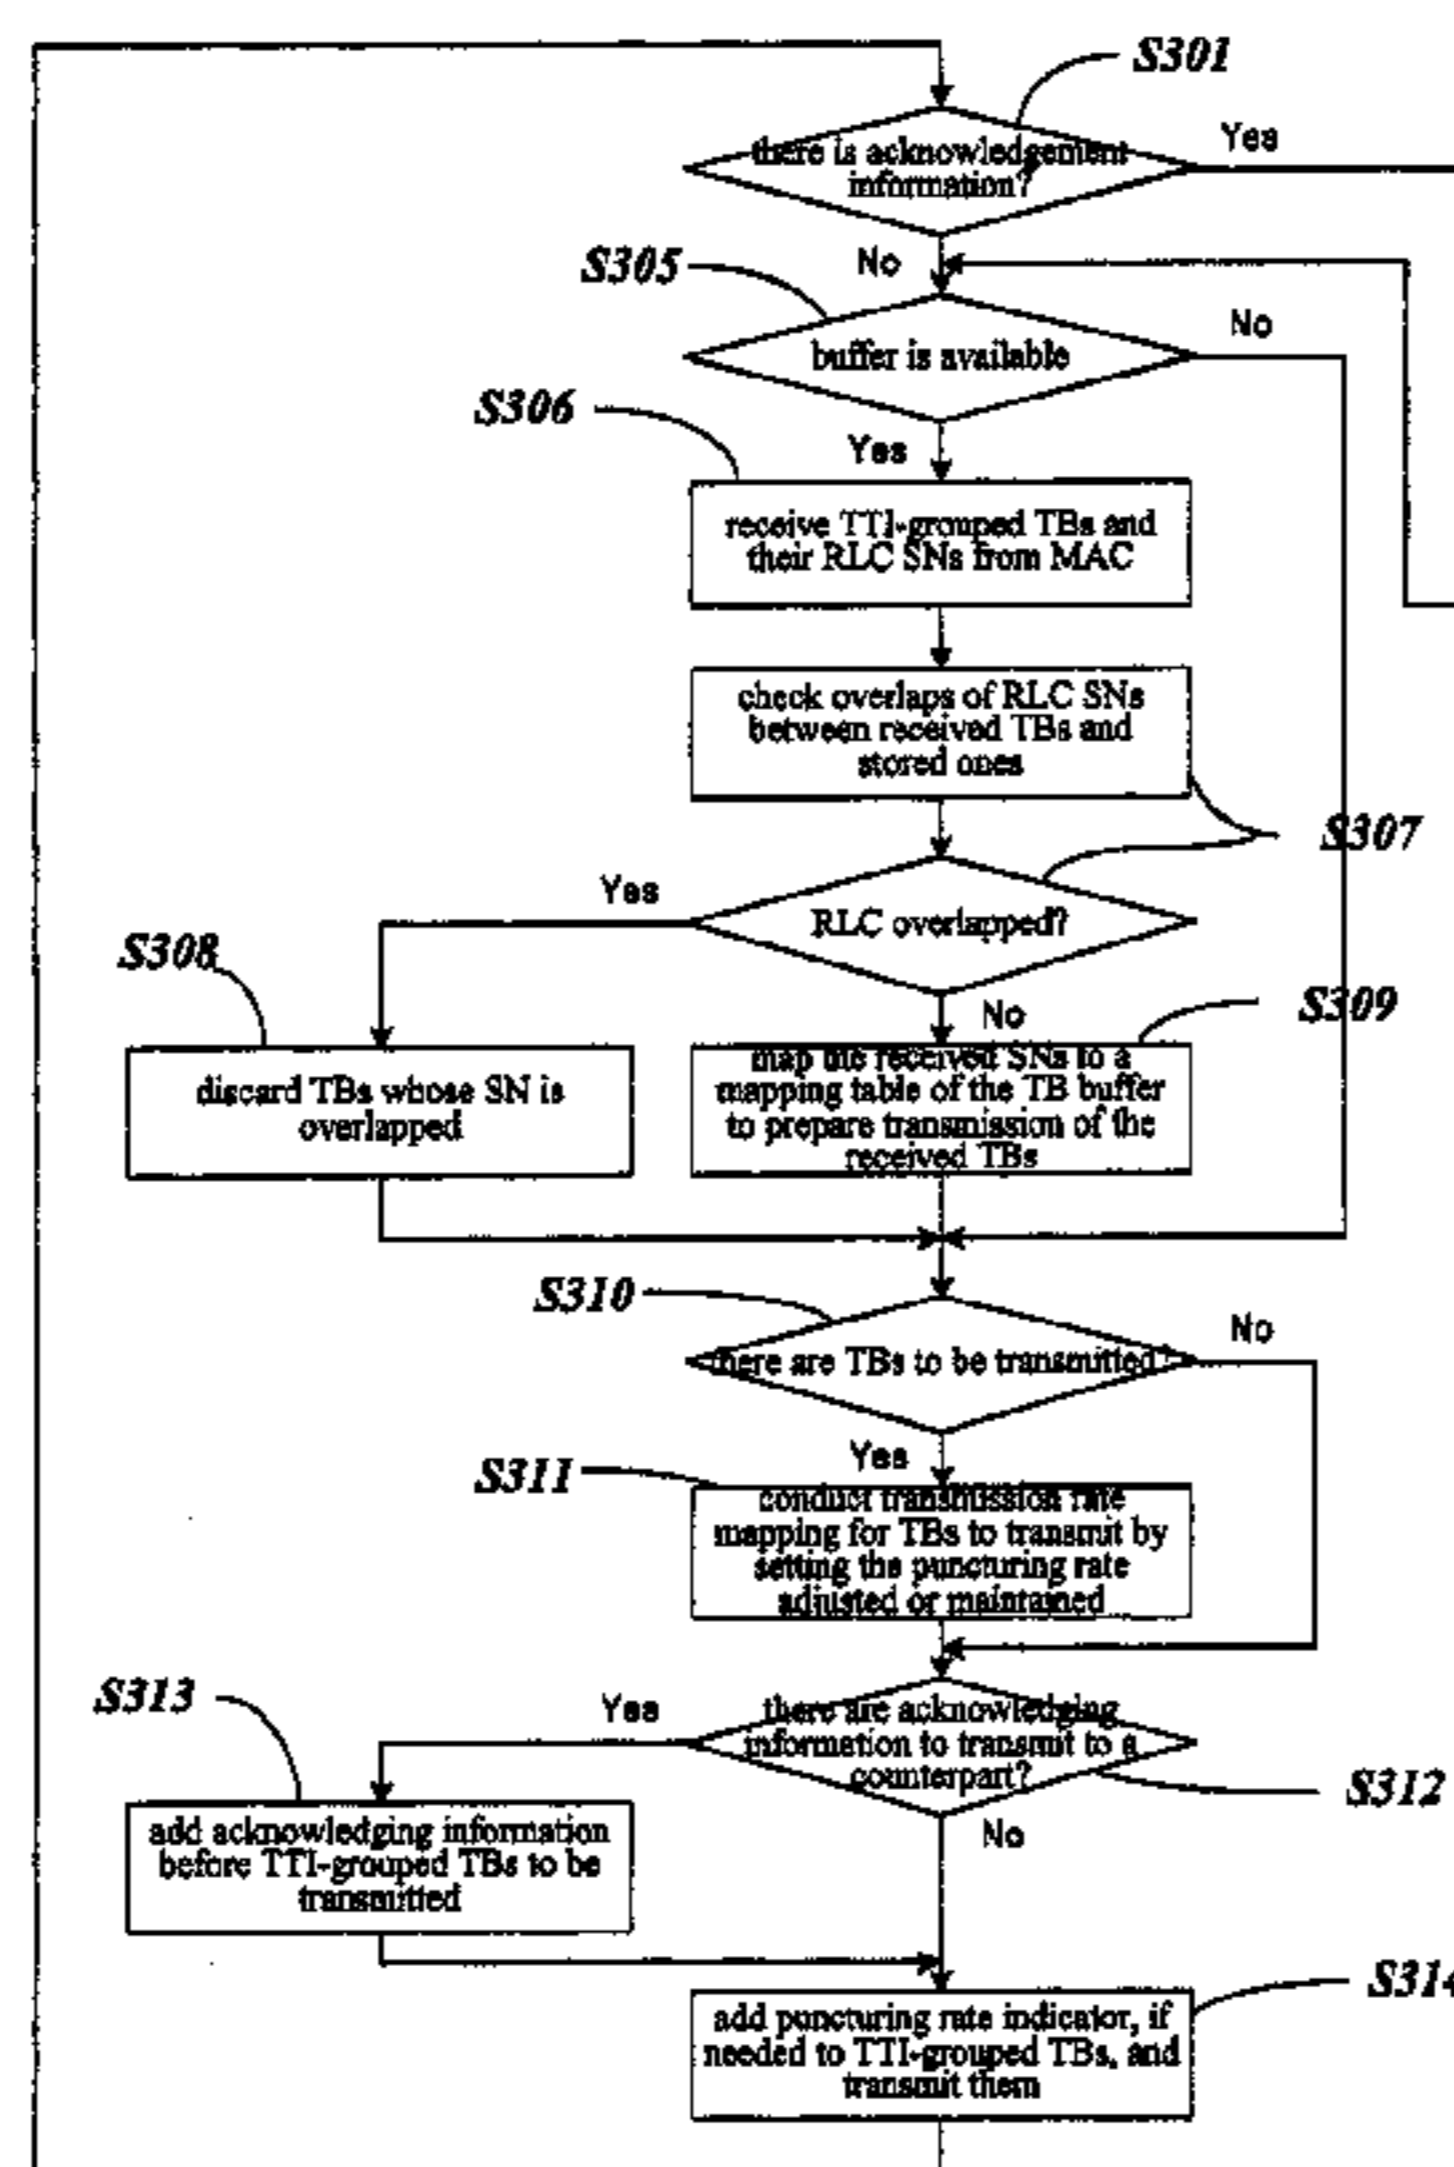 S301
there is acknowledgement
information?
Yes
No
S305
buffer is available
No
S306
Yes
receive TTI-grouped TBs and
their RLC SNs from MAC
check overlaps of RLC SNs
between received TBs and
stored ones
S307
RLC overlapped?
Yes
S308
No
S309
discard TBs whose SN is
overlapped
map the received SNs to a
mapping table of the TB buffer
to prepare transmission of the
received TBs
S310
there are TBs to be transmitted?
No
Yes
S311
conduct transmission rate
mapping for TBs to transmit by
setting the puncturing rate
adjusted or maintained
S313
Yes
there are acknowledging
information to transmit to a
counterpart?
S312
No
add acknowledging information
before TTI-grouped TBs to be
transmitted
S314
add puncturing rate indicator, if
needed to TTI-grouped TBs, and
transmit them